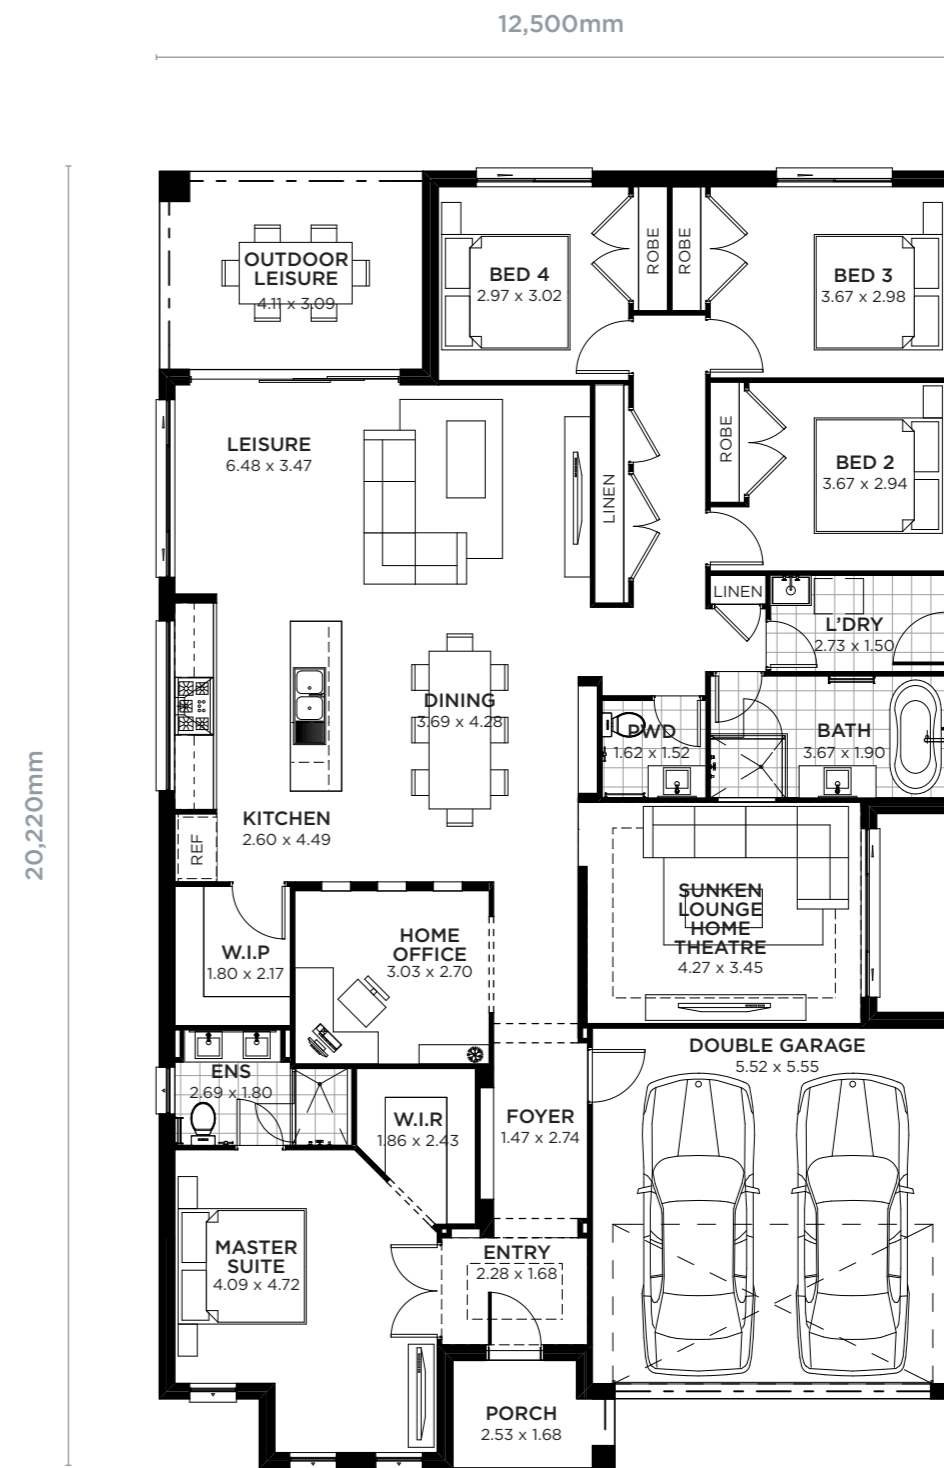 12,500mm
20,220mm
OUTDOOR
LEISURE
4.11 x 3.09
BED 4
2.97 x 3.02
ROBE
ROBE
BED 3
3.67 x 2.98
LEISURE
6.48 x 3.47
LINEN
ROBE
BED 2
3.67 x 2.94
LINEN
L'DRY
2.73 x 1.50
DINING
3.69 x 4.28
PWD
1.62 x 1.52
BATH
3.67 x 1.90
KITCHEN
2.60 x 4.49
REF
SUNKEN
LOUNGE
HOME
THEATRE
4.27 x 3.45
W.I.P
1.80 x 2.17
HOME
OFFICE
3.03 x 2.70
DOUBLE GARAGE
5.52 x 5.55
ENS
2.69 x 1.80
W.I.R
1.86 x 2.43
FOYER
1.47 x 2.74
MASTER
SUITE
4.09 x 4.72
ENTRY
2.28 x 1.68
PORCH
2.53 x 1.68